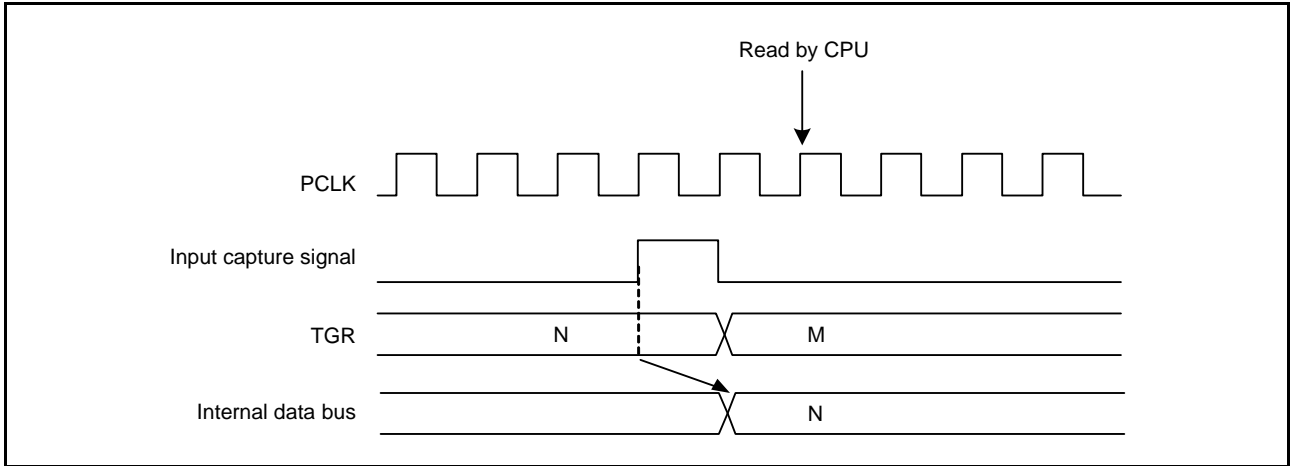 Read by CPU
PCLK
Input capture signal
TGR
N
M
Internal data bus
N